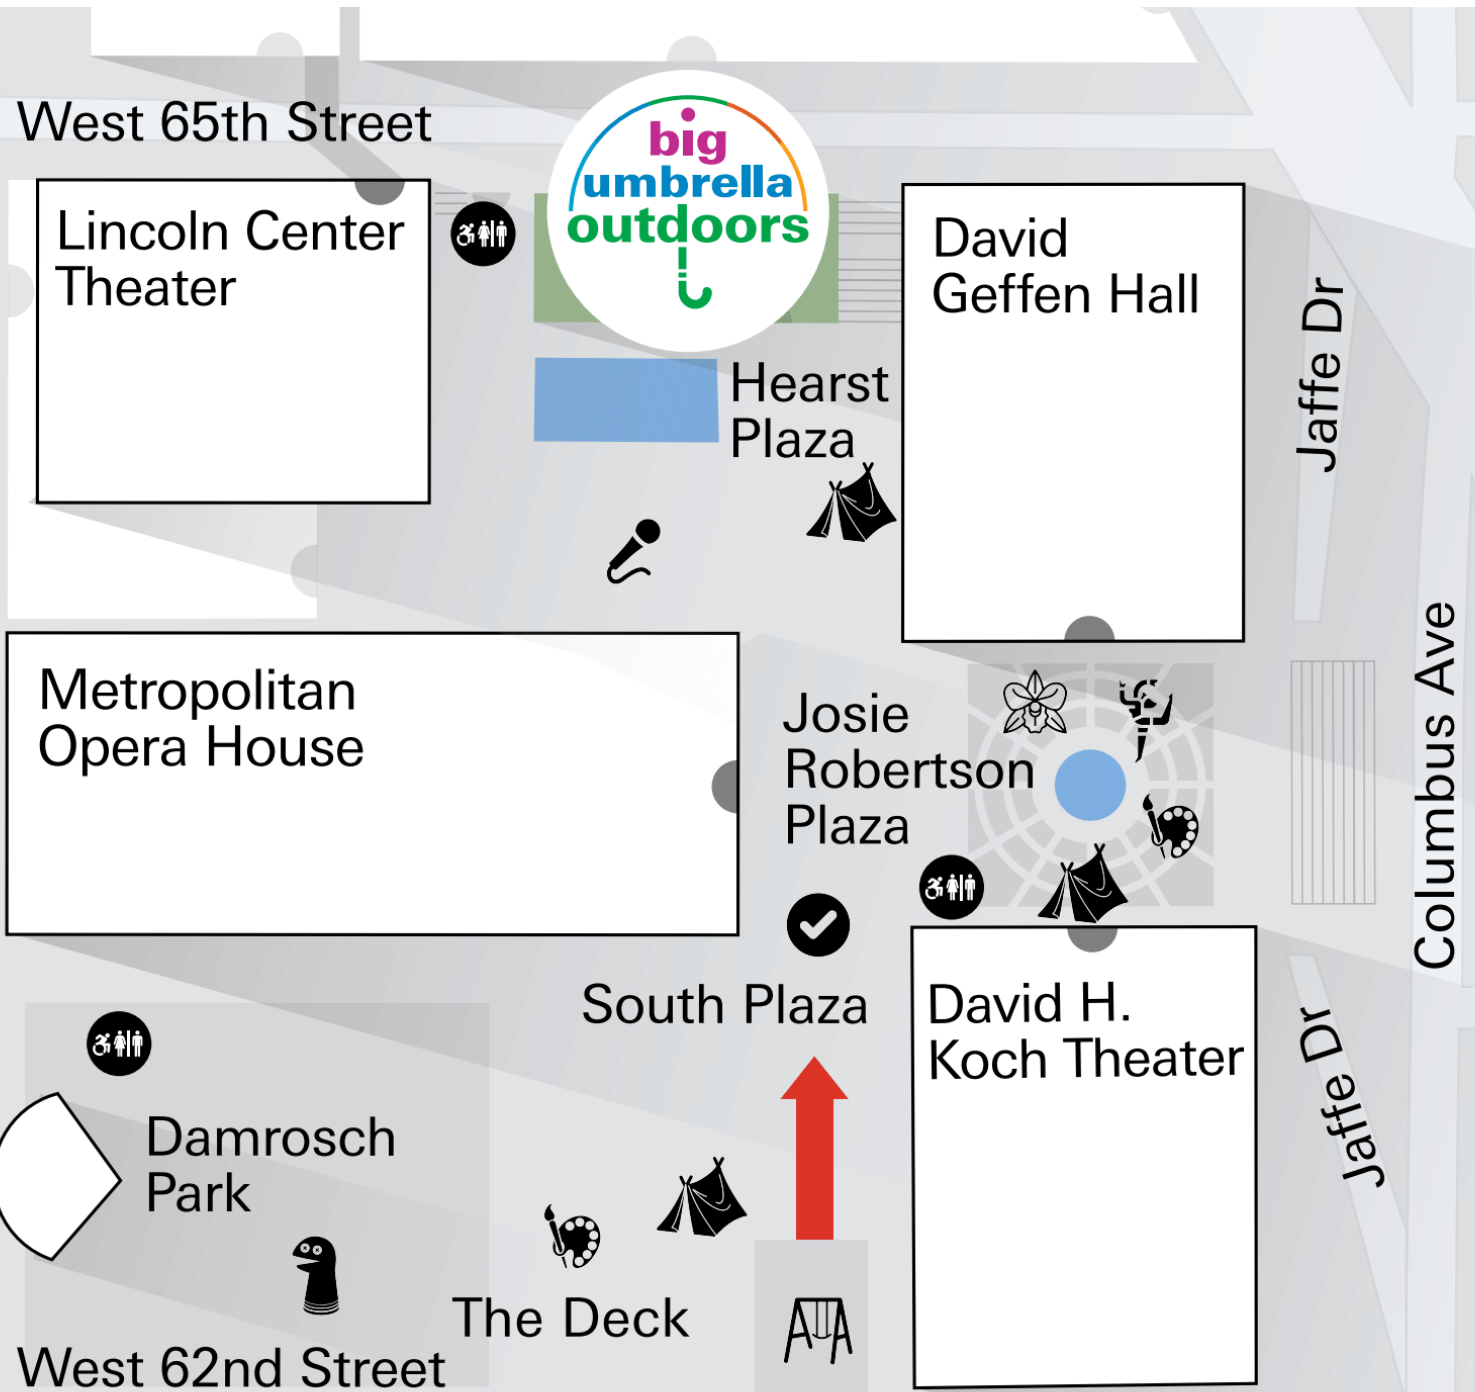 West 65th Street
big
umbrella
outdoors
Lincoln Center
Theater
David
Geffen Hall
Jaffe Dr
Hearst
Plaza
Columbus Ave
Metropolitan
Opera House
Josie
Robertson
Plaza
South Plaza
David H.
Koch Theater
Jaffe Dr
Damrosch
Park
The Deck
West 62nd Street